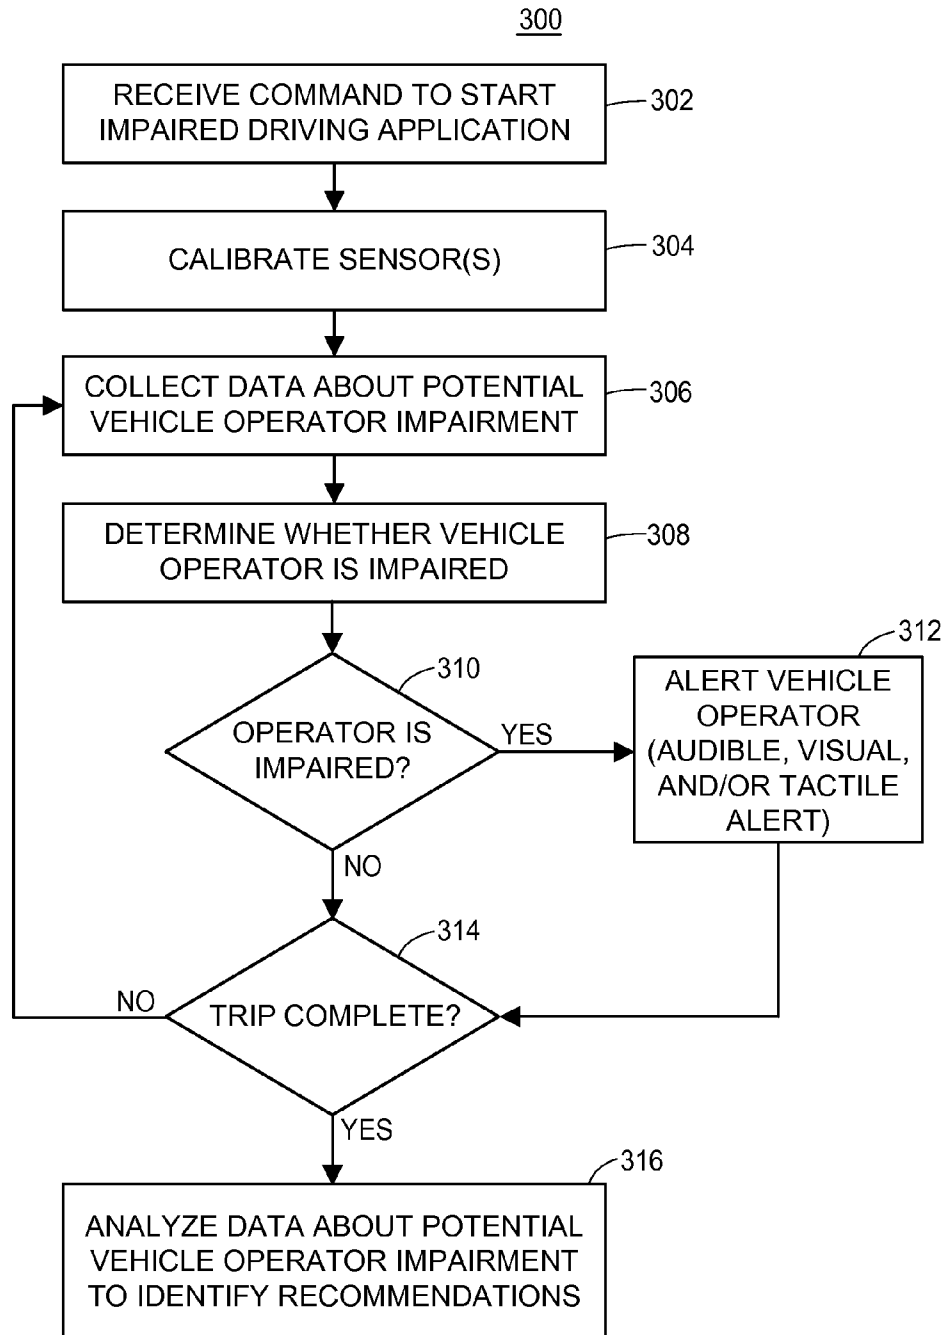 300
RECEIVE COMMAND TO START
IMPAIRED DRIVING APPLICATION
302
CALIBRATE SENSOR(S)
304
COLLECT DATA ABOUT POTENTIAL
VEHICLE OPERATOR IMPAIRMENT
306
DETERMINE WHETHER VEHICLE
OPERATOR IS IMPAIRED
308
310
OPERATOR IS
IMPAIRED?
YES
312
ALERT VEHICLE
OPERATOR
(AUDIBLE, VISUAL,
AND/OR TACTILE
ALERT)
NO
314
TRIP COMPLETE?
NO
YES
316
ANALYZE DATA ABOUT POTENTIAL
VEHICLE OPERATOR IMPAIRMENT
TO IDENTIFY RECOMMENDATIONS